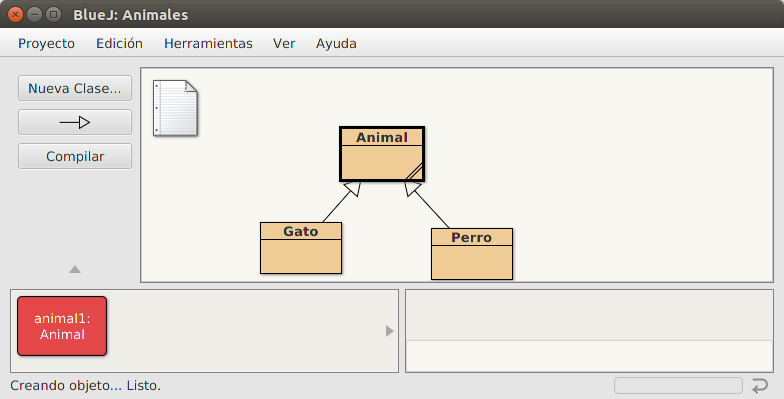 BlueJ: Animales
Proyecto Edición Herramientas Ver Ayuda
Nueva Clase...
Compilar
Animal
Gato
Perro
animal1:
Animal
Creando objeto... Listo.